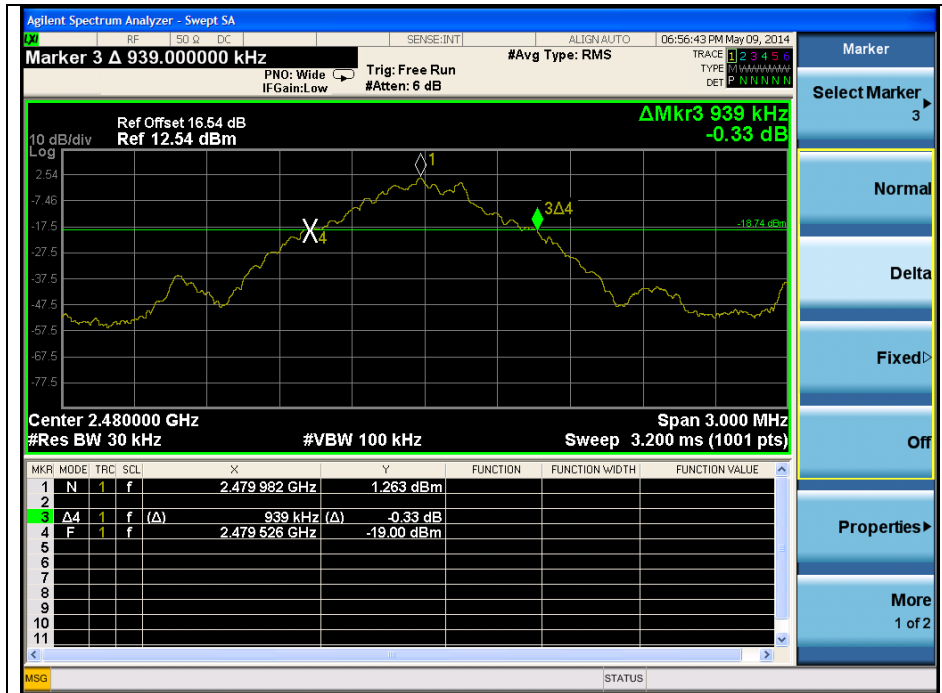 Agilent Spectrum Analyzer - Swept SA
LXI RF 50 Ω DC SENSE:INT ALIGN AUTO 06:56:43 PM May 09, 2014
Marker 3 Δ 939.000000 kHz
PNO: Wide
IFGain:Low
Trig: Free Run
#Atten: 6 dB
#Avg Type: RMS
TRACE 1 2 3 4 5 6
TYPE M W W W W W
DET P N N N N N
ΔMkr3 939 kHz
-0.33 dB
Ref Offset 16.54 dB
10 dB/div Ref 12.54 dBm
Log
2.54
-7.46
-17.5
-27.5
-37.5
-47.5
-57.5
-67.5
-77.5
1
3Δ4
4
-18.74 dBm
Center 2.480000 GHz Span 3.000 MHz
#Res BW 30 kHz #VBW 100 kHz Sweep 3.200 ms (1001 pts)
MKR MODE TRC SCL X Y FUNCTION FUNCTION WIDTH FUNCTION VALUE
1 N 1 f 2.479 982 GHz 1.263 dBm
2
3 Δ4 1 f (Δ) 939 kHz (Δ) -0.33 dB
4 F 1 f 2.479 526 GHz -19.00 dBm
5
6
7
8
9
10
11
MSG STATUS
Marker
Select Marker
3
Normal
Delta
Fixed
Off
Properties
More
1 of 2